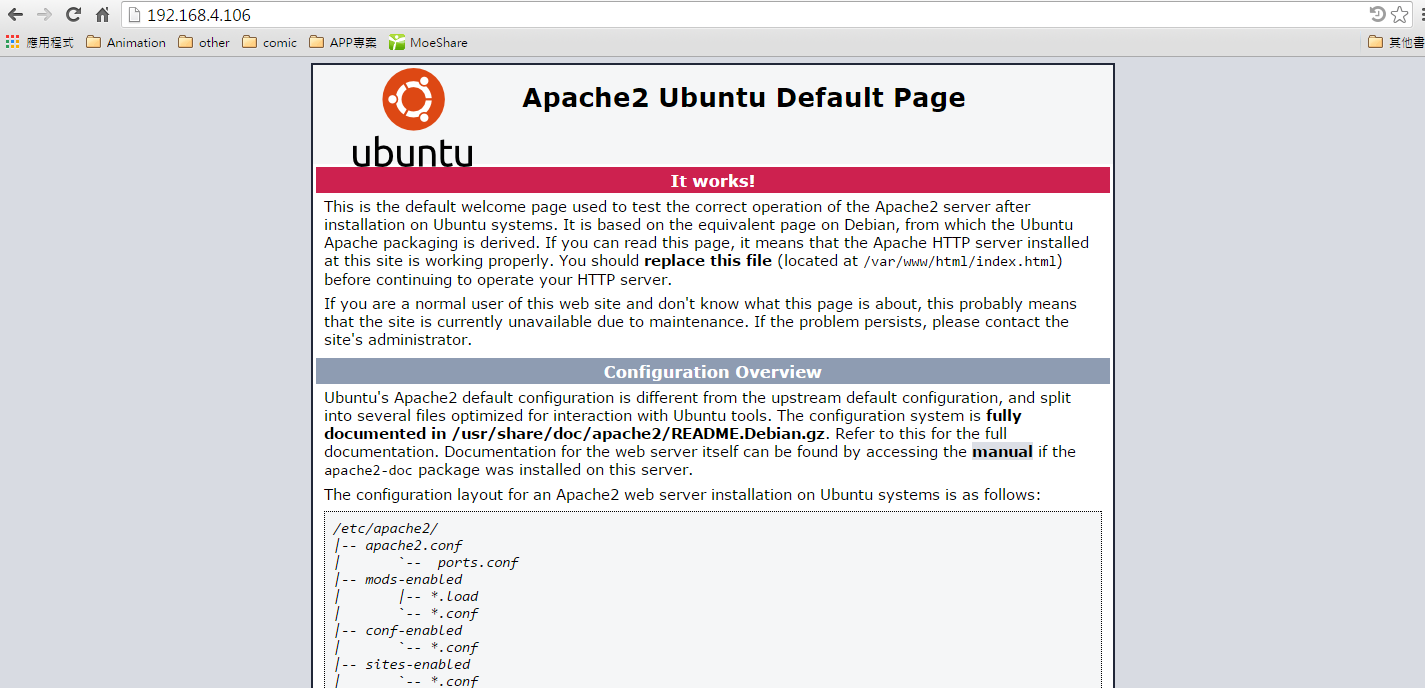 192.168.4.106
應用程式 Animation other comic APP專案 MoeShare 其他書
ubuntu
Apache2 Ubuntu Default Page
It works!
This is the default welcome page used to test the correct operation of the Apache2 server after
installation on Ubuntu systems. It is based on the equivalent page on Debian, from which the Ubuntu
Apache packaging is derived. If you can read this page, it means that the Apache HTTP server installed
at this site is working properly. You should replace this file (located at /var/www/html/index.html)
before continuing to operate your HTTP server.
If you are a normal user of this web site and don't know what this page is about, this probably means
that the site is currently unavailable due to maintenance. If the problem persists, please contact the
site's administrator.
Configuration Overview
Ubuntu's Apache2 default configuration is different from the upstream default configuration, and split
into several files optimized for interaction with Ubuntu tools. The configuration system is fully
documented in /usr/share/doc/apache2/README.Debian.gz. Refer to this for the full
documentation. Documentation for the web server itself can be found by accessing the manual if the
apache2-doc package was installed on this server.
The configuration layout for an Apache2 web server installation on Ubuntu systems is as follows:
/etc/apache2/
|-- apache2.conf
|       `--  ports.conf
|-- mods-enabled
|       |-- *.load
|       `-- *.conf
|-- conf-enabled
|       `-- *.conf
|-- sites-enabled
|       `-- *.conf